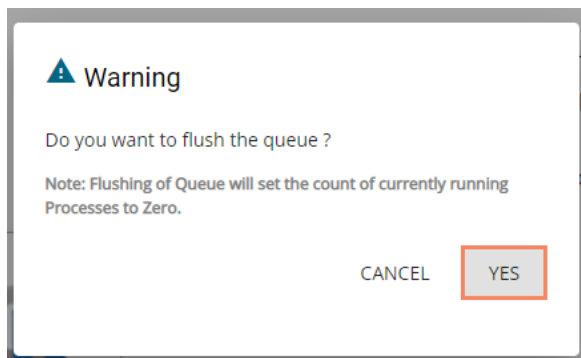 Warning
Do you want to flush the queue ?
Note: Flushing of Queue will set the count of currently running
Processes to Zero.
CANCEL YES